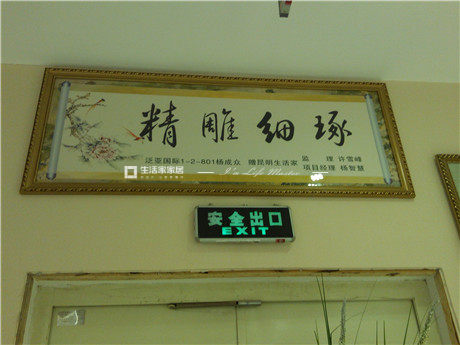 精雕细琢
泛亚国际1-2-801杨成众 赠昆明生活家
监 理 许雪峰
项目经理 杨智慧
生活家家居
I'm Life Master
安全出口
EXIT